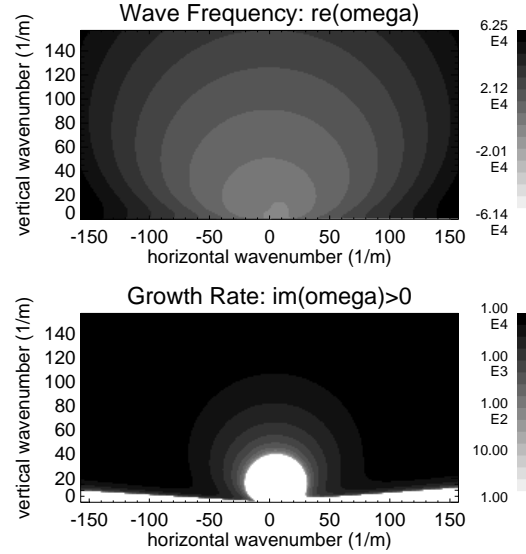 Wave Frequency: re(omega)
vertical wavenumber (1/m)
140
120
100
80
60
40
20
0
-150 -100 -50 0 50 100 150
horizontal wavenumber (1/m)
6.25
E4
2.12
E4
-2.01
E4
-6.14
E4
Growth Rate: im(omega)>0
vertical wavenumber (1/m)
140
120
100
80
60
40
20
0
-150 -100 -50 0 50 100 150
horizontal wavenumber (1/m)
1.00
E4
1.00
E3
1.00
E2
10.00
1.00